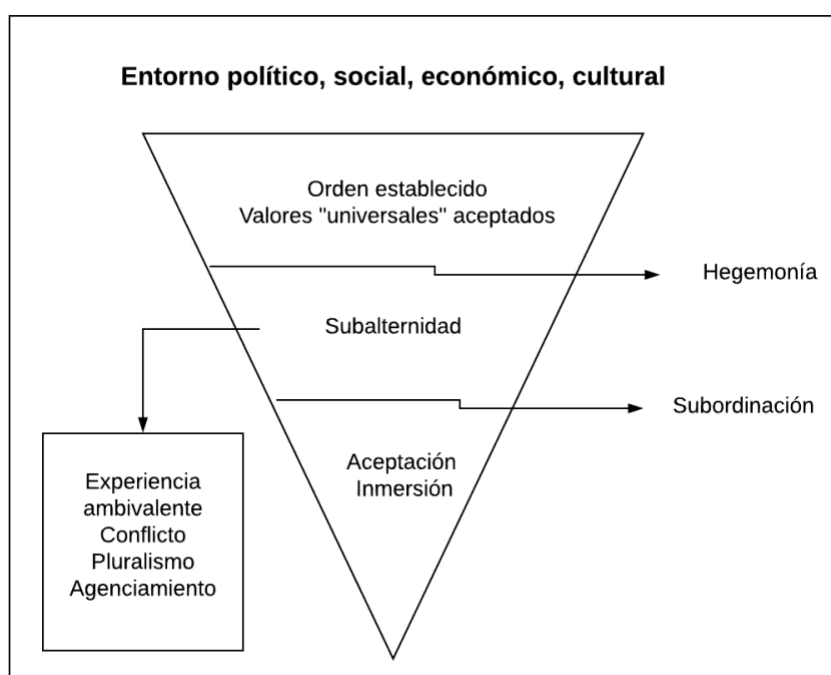 Entorno político, social, económico, cultural
Orden establecido
Valores "universales" aceptados
Hegemonía
Subalternidad
Subordinación
Aceptación
Inmersión
Experiencia
ambivalente
Conflicto
Pluralismo
Agenciamiento